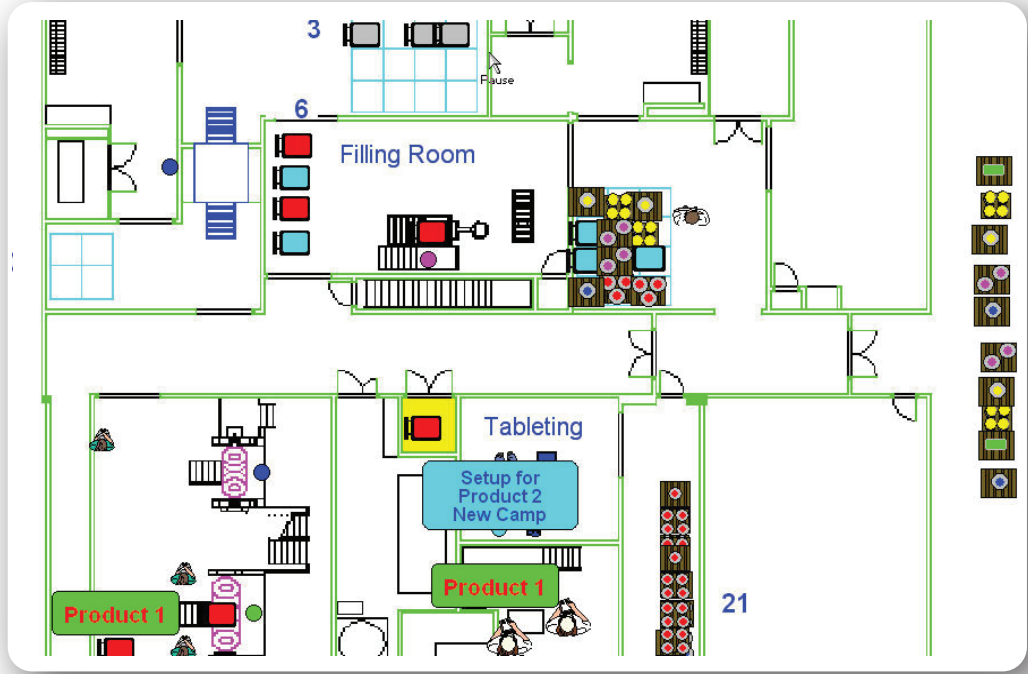 3
Pause
6
Filling Room
Tableting
Setup for
Product 2
New Camp
Product 1
Product 1
21